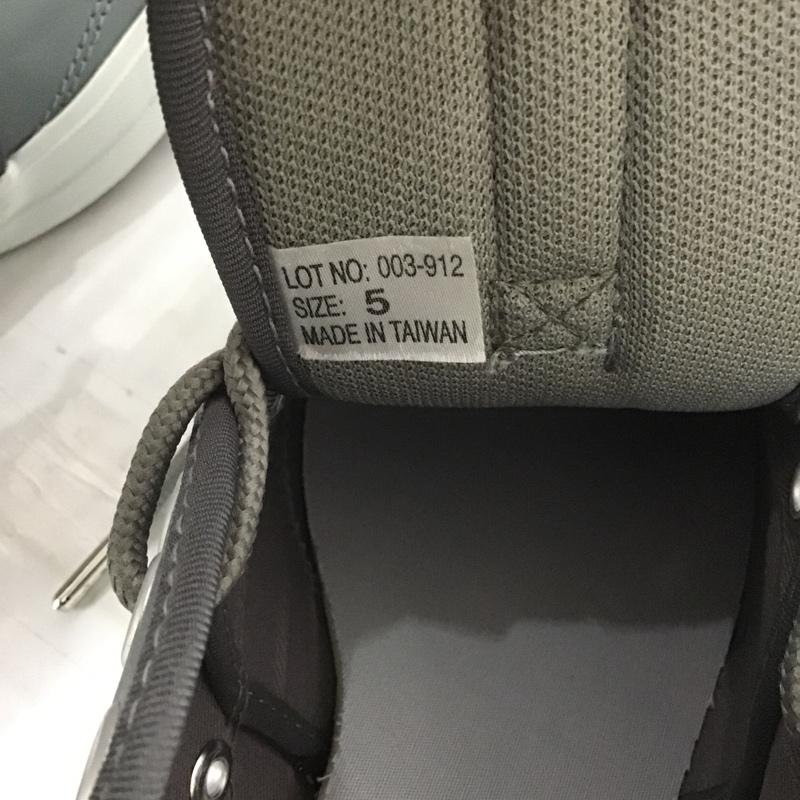 LOT NO: 003-912
SIZE: 5
MADE IN TAIWAN